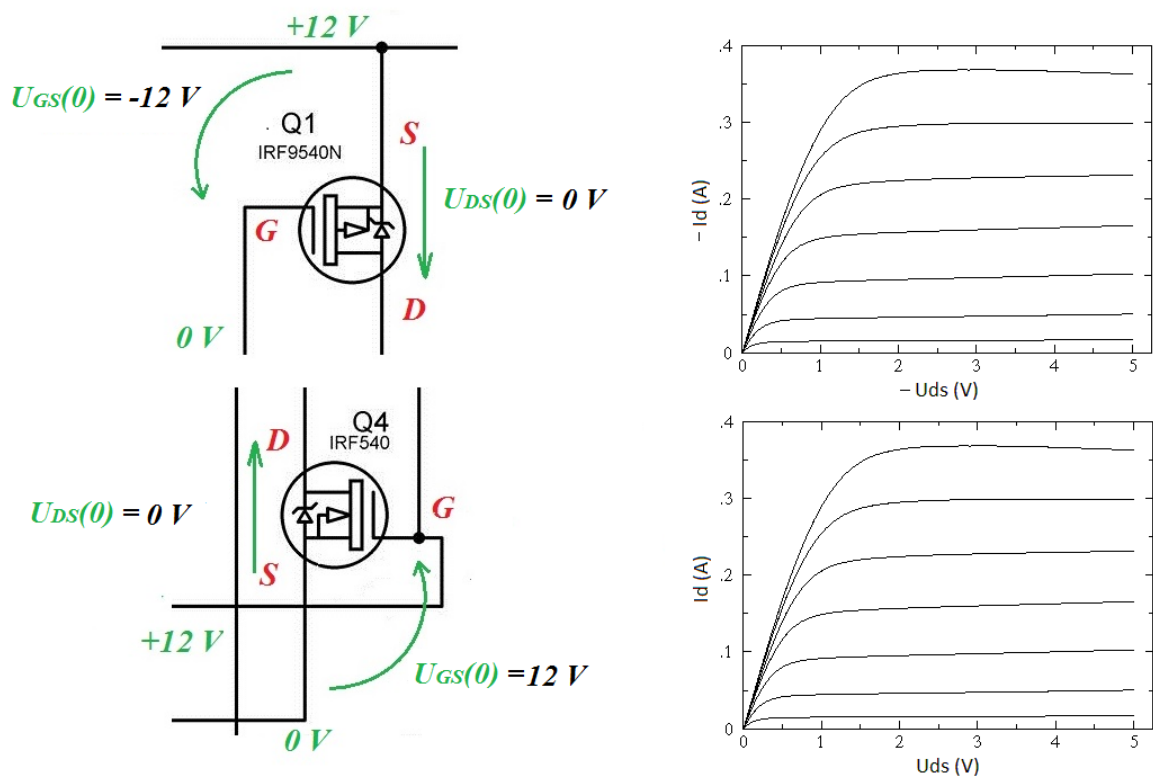 +12 V
UGS(0) = -12 V
Q1
IRF9540N
S
UDS(0) = 0 V
G
D
0 V
Q4
IRF540
D
G
UDS(0) = 0 V
S
+12 V
UGS(0) = 12 V
0 V
.4
.3
.2
.1
0
– Id (A)
0 1 2 3 4 5
– Uds (V)
.4
.3
.2
.1
0
Id (A)
0 1 2 3 4 5
Uds (V)